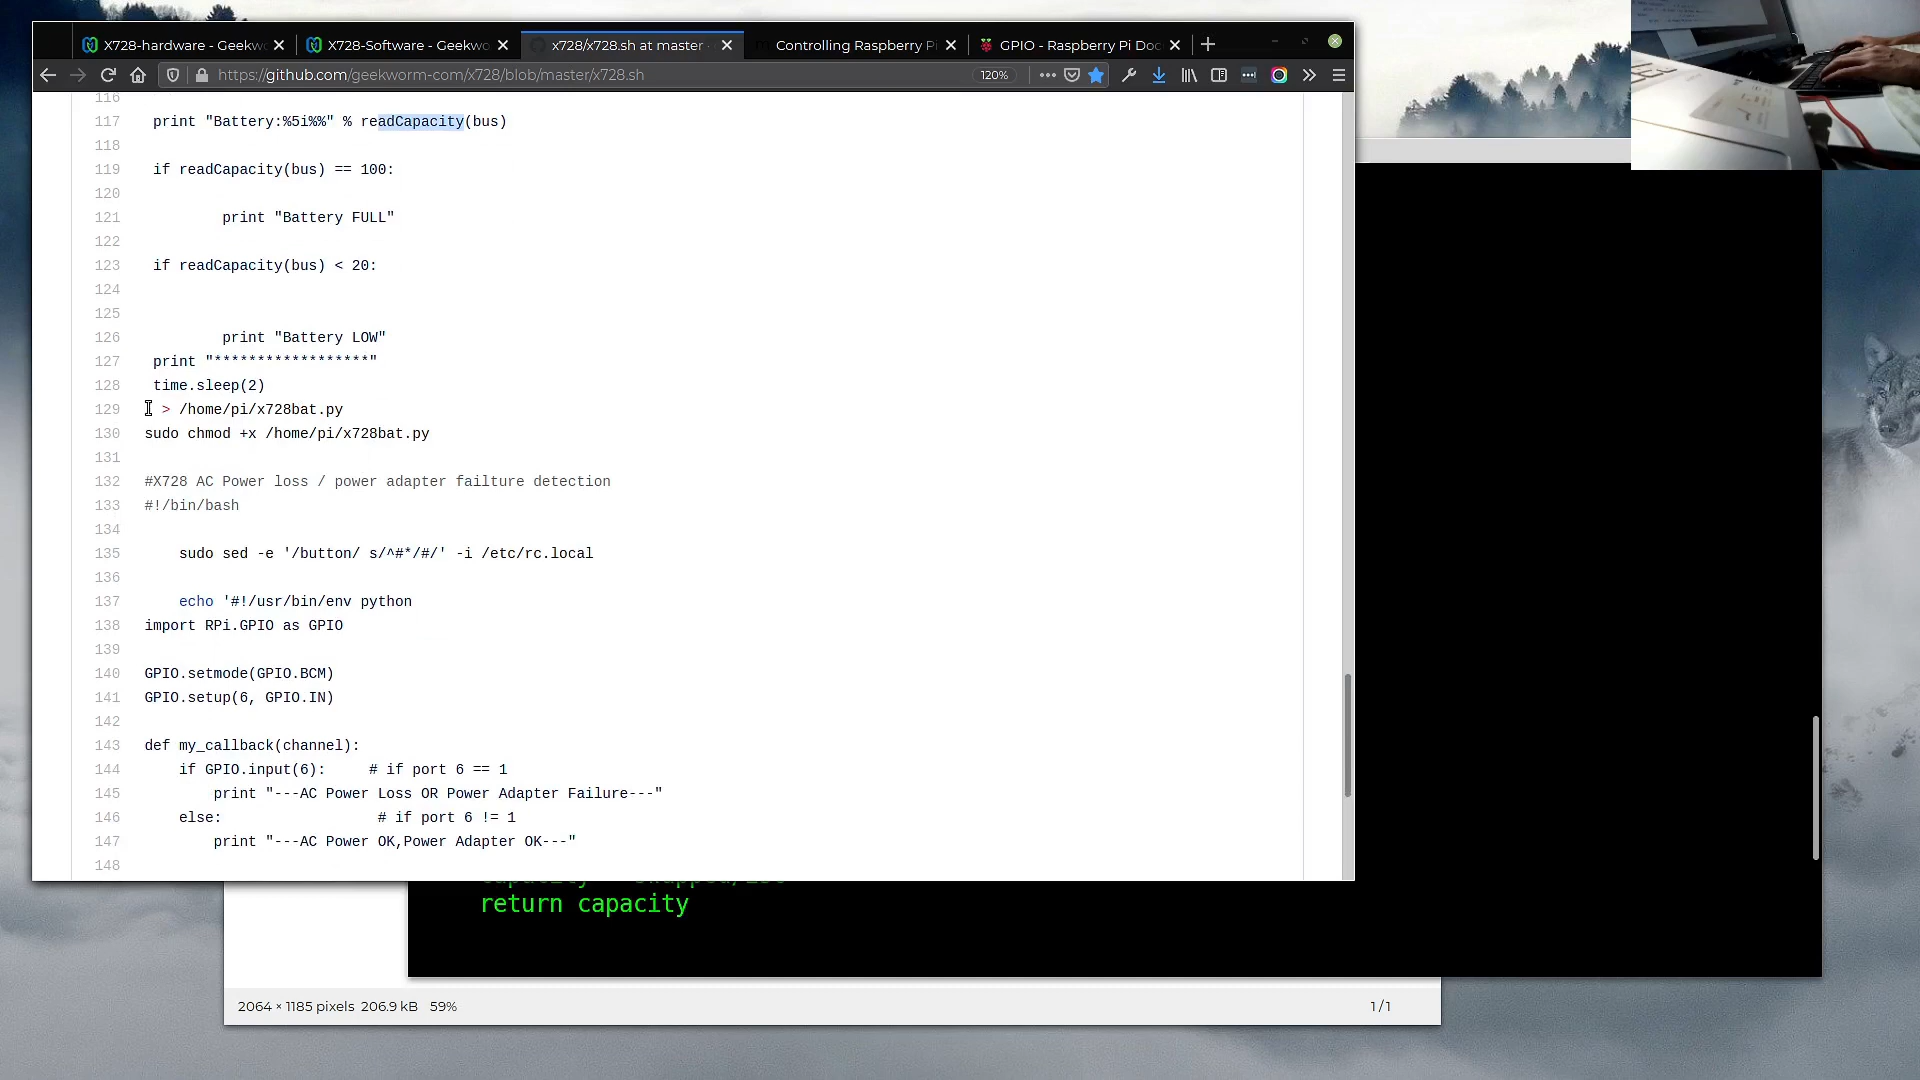 X728-hardware - Geekwo
X728-Software - Geekwo
x728/x728.sh at master
Controlling Raspberry Pi
GPIO - Raspberry Pi Doc
https://github.com/geekworm-com/x728/blob/master/x728.sh
120%
116
117 print "Battery:%5i%%" % readCapacity(bus)
118
119 if readCapacity(bus) == 100:
120
121 print "Battery FULL"
122
123 if readCapacity(bus) < 20:
124
125
126 print "Battery LOW"
127 print "******************"
128 time.sleep(2)
129 > /home/pi/x728bat.py
130 sudo chmod +x /home/pi/x728bat.py
131
132 #X728 AC Power loss / power adapter failture detection
133 #!/bin/bash
134
135 sudo sed -e '/button/ s/^#*/#/' -i /etc/rc.local
136
137 echo '#!/usr/bin/env python
138 import RPi.GPIO as GPIO
139
140 GPIO.setmode(GPIO.BCM)
141 GPIO.setup(6, GPIO.IN)
142
143 def my_callback(channel):
144 if GPIO.input(6): # if port 6 == 1
145 print "---AC Power Loss OR Power Adapter Failure---"
146 else: # if port 6 != 1
147 print "---AC Power OK,Power Adapter OK---"
148
return capacity
2064 × 1185 pixels 206.9 kB 59%
1 / 1